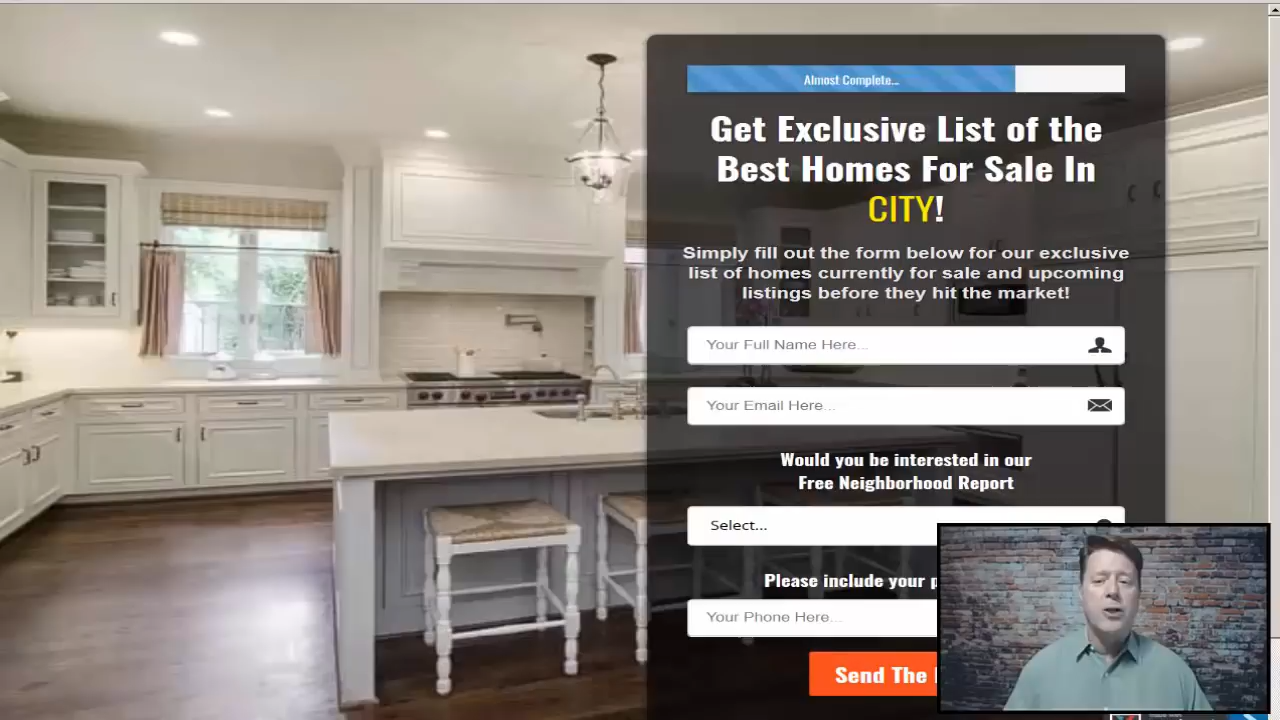 Almost Complete...
Get Exclusive List of the
Best Homes For Sale In
CITY!
Simply fill out the form below for our exclusive
list of homes currently for sale and upcoming
listings before they hit the market!
Your Full Name Here...
Your Email Here...
Would you be interested in our
Free Neighborhood Report
Select...
Please include your
Your Phone Here...
Send The